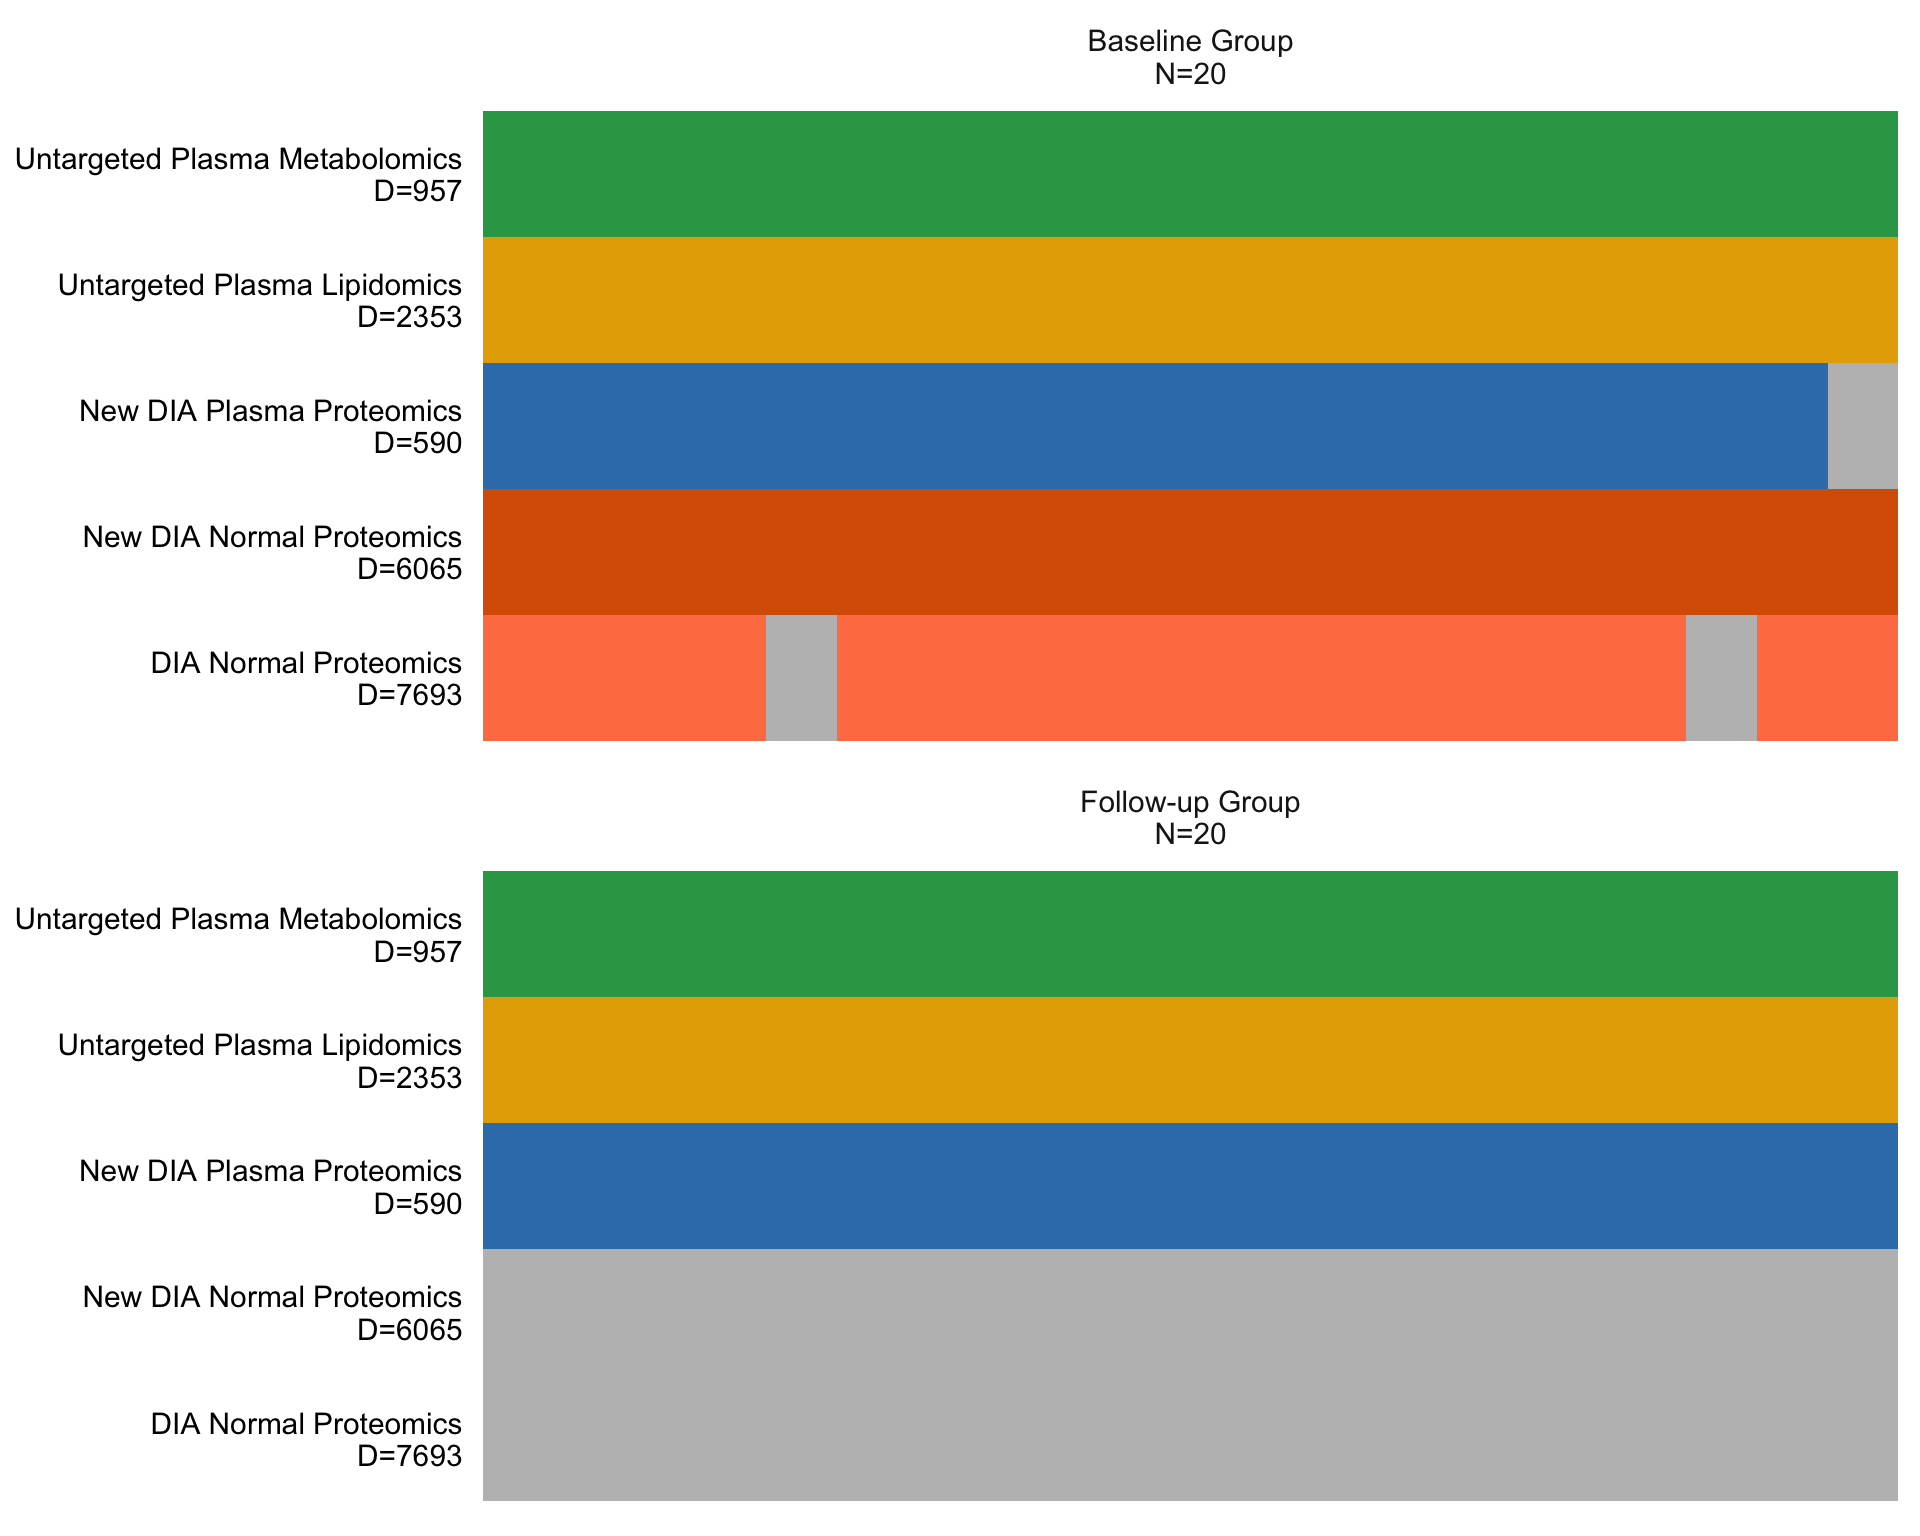 Baseline Group
N=20
Untargeted Plasma Metabolomics
D=957
Untargeted Plasma Lipidomics
D=2353
New DIA Plasma Proteomics
D=590
New DIA Normal Proteomics
D=6065
DIA Normal Proteomics
D=7693
Follow-up Group
N=20
Untargeted Plasma Metabolomics
D=957
Untargeted Plasma Lipidomics
D=2353
New DIA Plasma Proteomics
D=590
New DIA Normal Proteomics
D=6065
DIA Normal Proteomics
D=7693